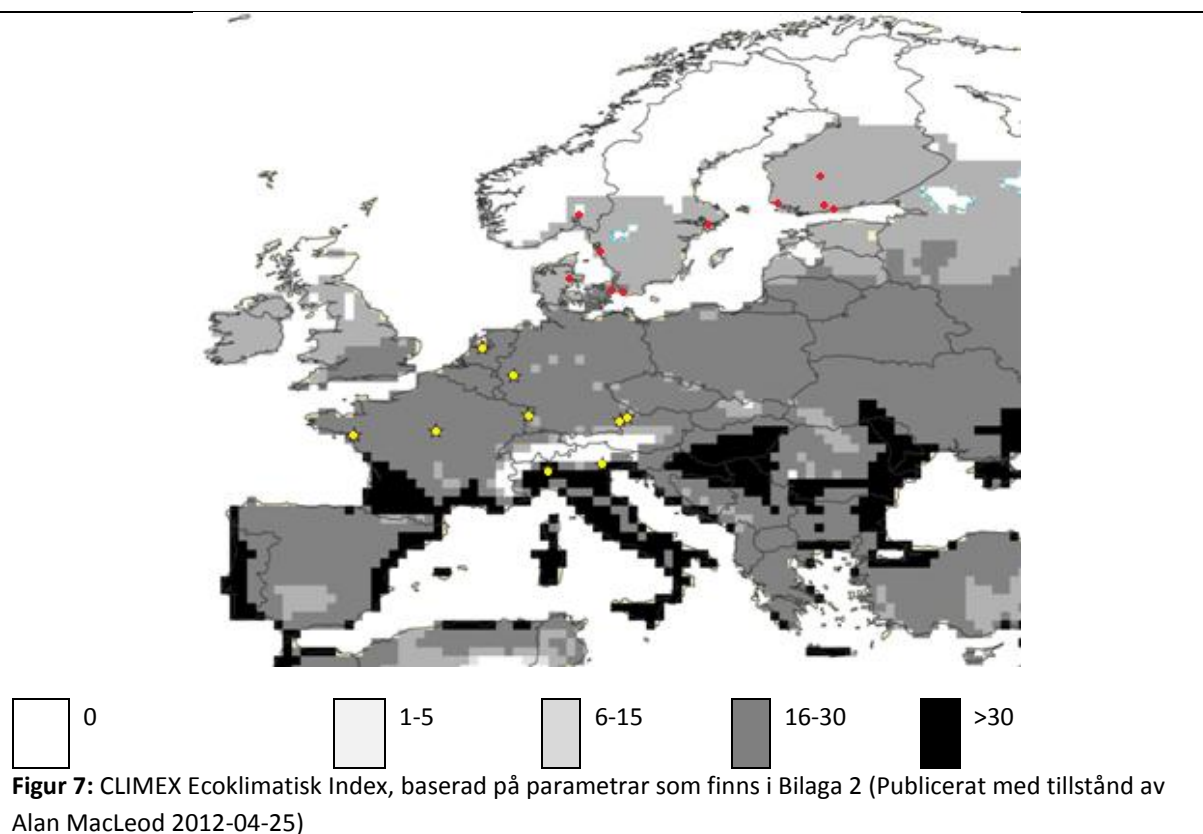 0
1-5
6-15
16-30
>30
Figur 7: CLIMEX Ecoklimatisk Index, baserad på parametrar som finns i Bilaga 2 (Publicerat med tillstånd av
Alan MacLeod 2012-04-25)